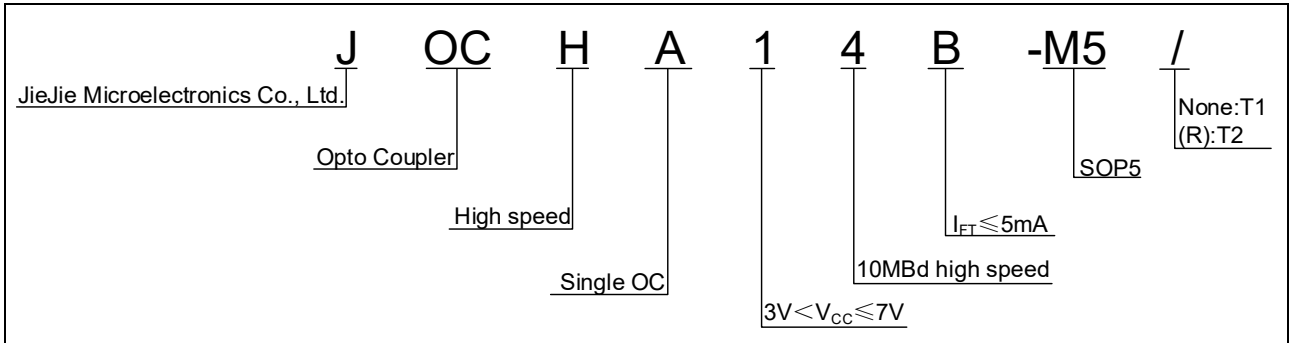 J OC H A 1 4 B -M5 /
JieJie Microelectronics Co., Ltd.
None:T1
(R):T2
Opto Coupler
SOP5
High speed
I_FT≤5mA
Single OC
10MBd high speed
3V<V_CC≤7V